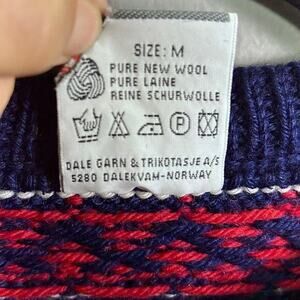 SIZE: M
PURE NEW WOOL
PURE LAINE
REINE SCHURWOLLE
P
DALE GARN & TRIKOTASJE A/S
5280 DALEKVAM-NORWAY